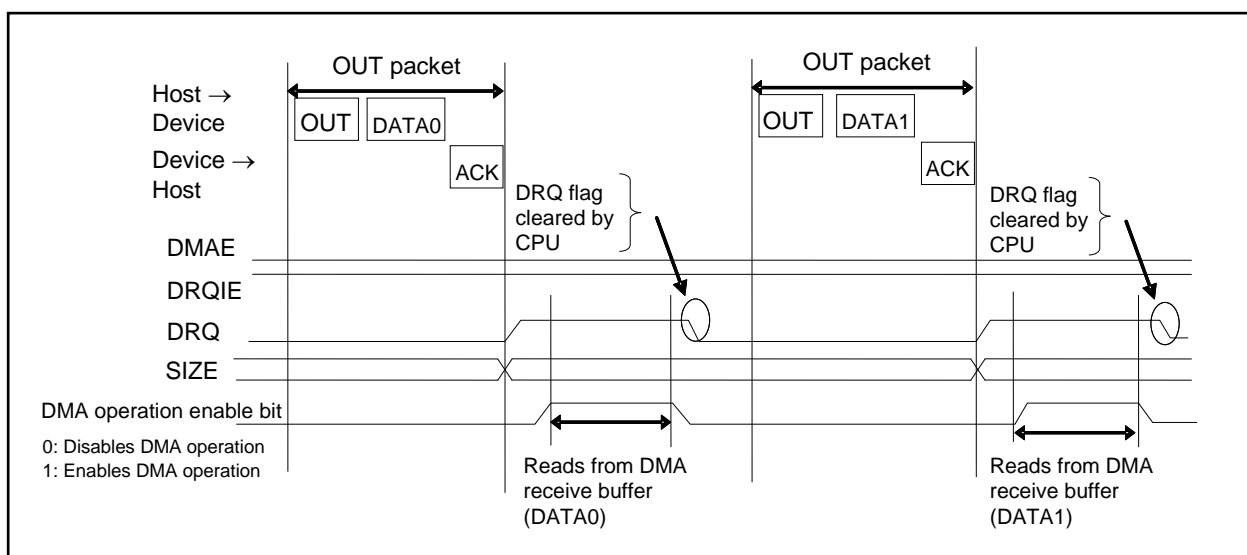 OUT packet
OUT packet
Host →
Device
OUT
DATA0
OUT
DATA1
Device →
Host
ACK
ACK
DRQ flag
cleared by
CPU
DRQ flag
cleared by
CPU
DMAE
DRQIE
DRQ
SIZE
DMA operation enable bit
0: Disables DMA operation
1: Enables DMA operation
Reads from DMA
receive buffer
(DATA0)
Reads from DMA
receive buffer
(DATA1)